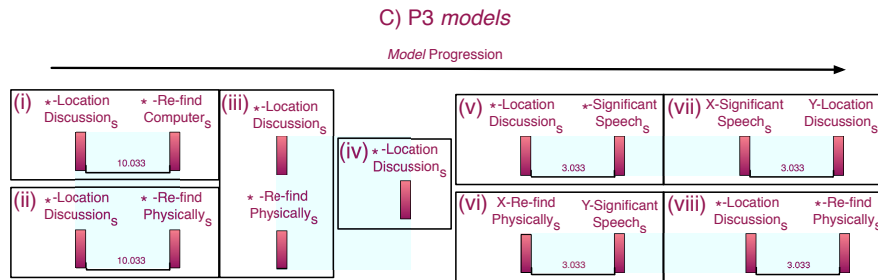 C) P3 models
Model Progression
(i)
*-Location
Discussions
* -Re-find
Computers
10.033
(ii)
*-Location
Discussions
* -Re-find
Physicallys
10.033
(iii)
*-Location
Discussions
* -Re-find
Physicallys
(iv)
*-Location
Discussions
(v)
*-Location
Discussions
*-Significant
Speechs
3.033
(vi)
X-Re-find
Physicallys
Y-Significant
Speechs
3.033
(vii)
X-Significant
Speechs
Y-Location
Discussions
3.033
(viii)
*-Location
Discussions
*-Re-find
Physicallys
3.033